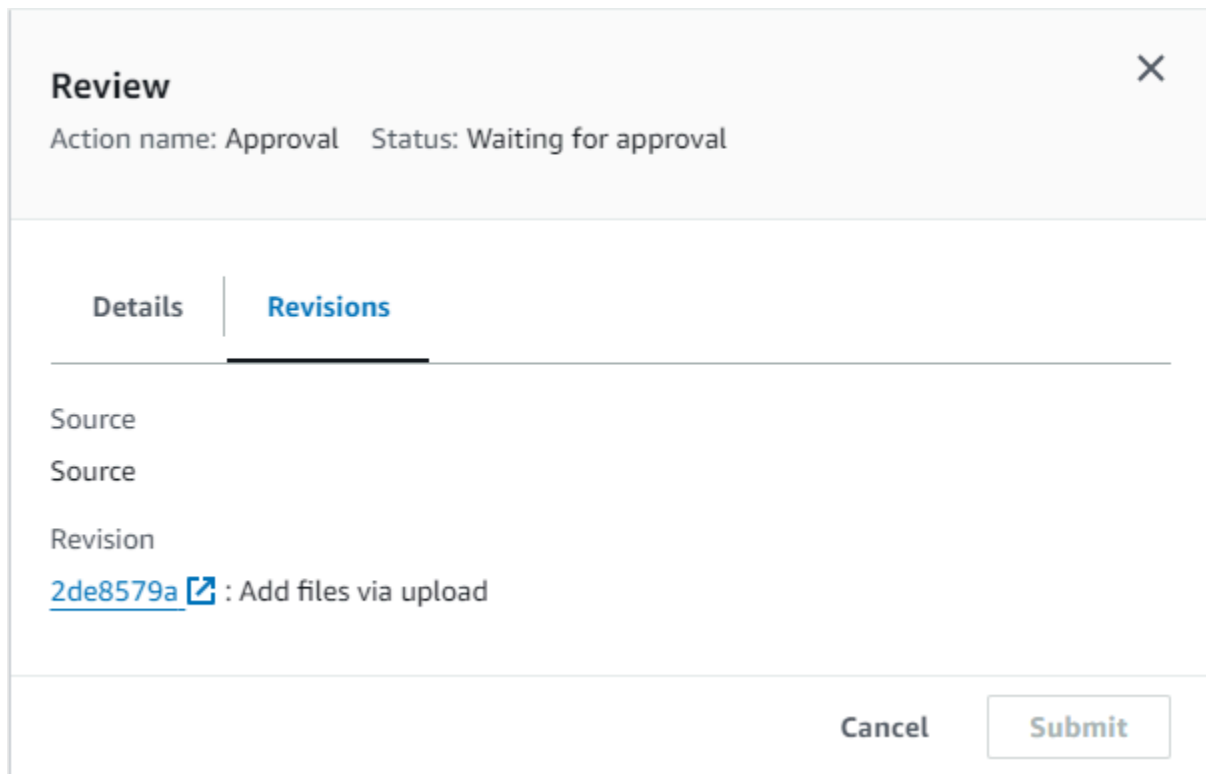 Review
Action name: Approval Status: Waiting for approval
Details Revisions
Source
Source
Revision
2de8579a : Add files via upload
Cancel Submit